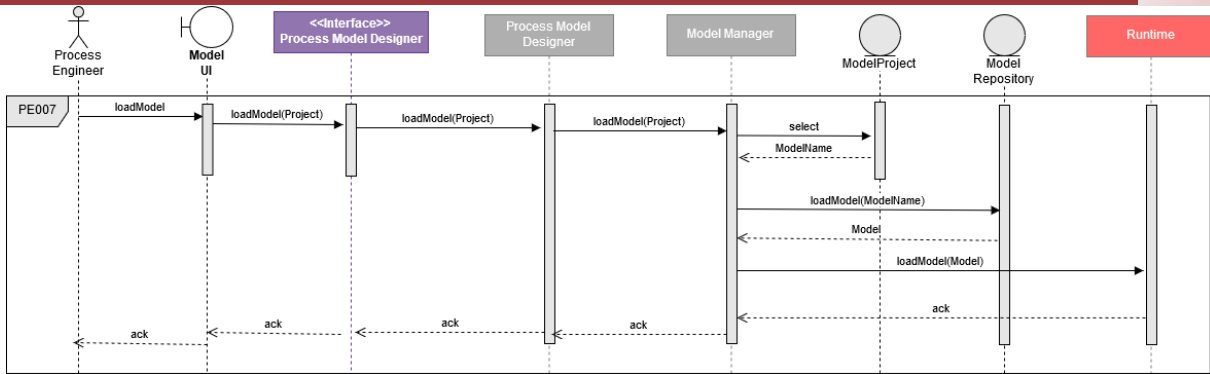 Process
Engineer
Model
UI
<<Interface>>
Process Model Designer
Process Model
Designer
Model Manager
ModelProject
Model
Repository
Runtime
PE007
loadModel
loadModel(Project)
loadModel(Project)
loadModel(Project)
select
ModelName
loadModel(ModelName)
Model
loadModel(Model)
ack
ack
ack
ack
ack